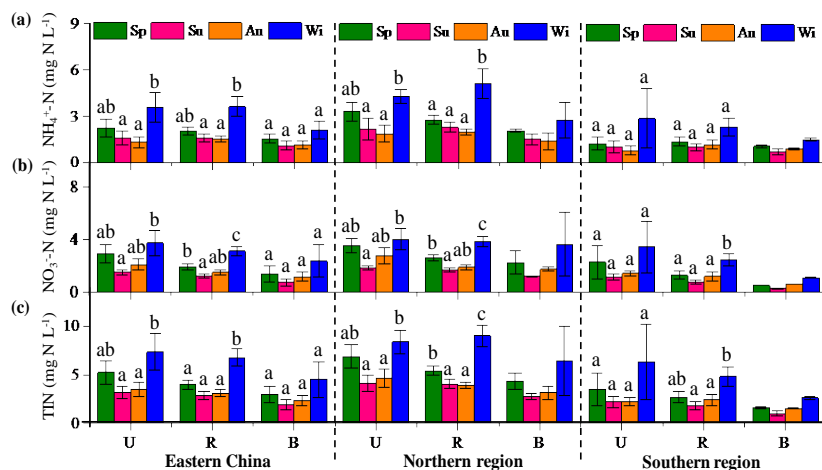 (a)
NH₄⁺-N (mg N L⁻¹)
9
6
3
0
Sp Su Au Wi
Sp Su Au Wi
Sp Su Au Wi
ab a a b a a a b a a a a
ab a a b a a a b
a a a a a a a a
(b)
NO₃⁻-N (mg N L⁻¹)
8
4
0
ab a ab b b a ab c a a a a
ab a ab b b a ab c
a a a a a a a b
(c)
TIN (mg N L⁻¹)
10
5
0
ab a a b a a a b a a a a
ab a a b b a a c
a a a a ab a a b
U R B U R B U R B
Eastern China Northern region Southern region